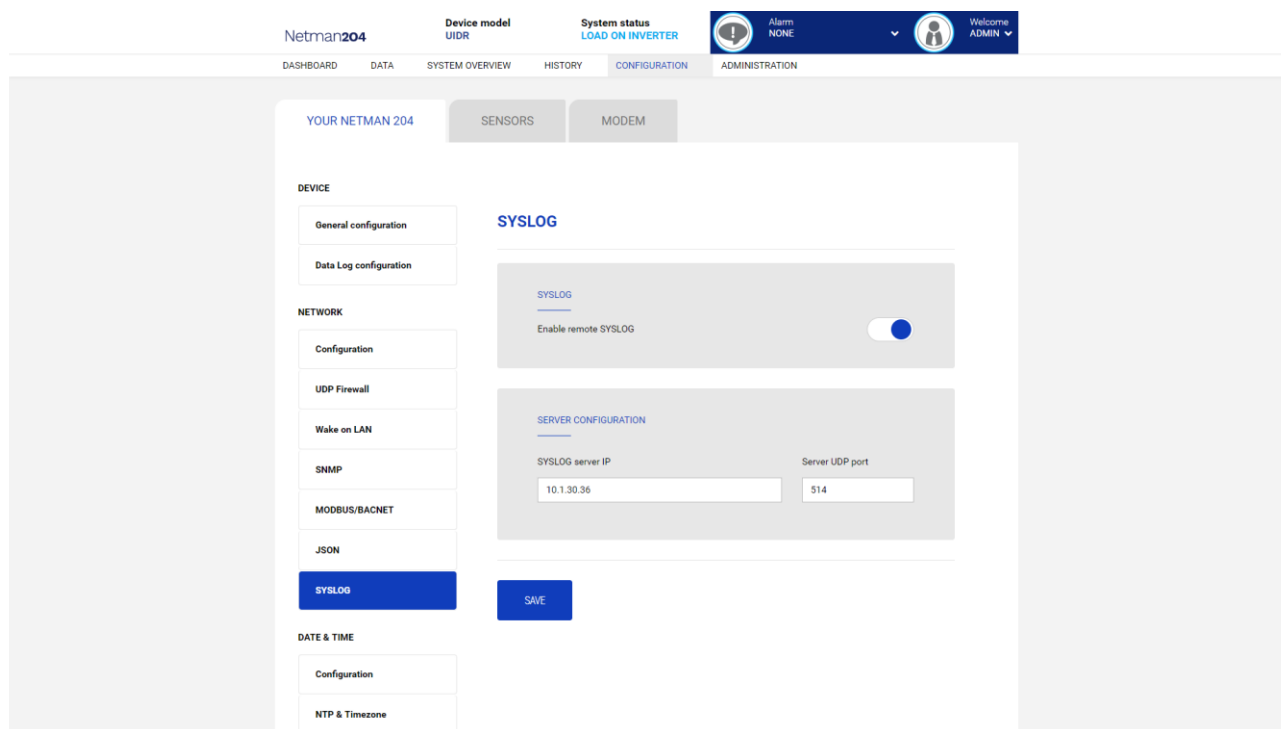 Netman204
Device model
UIDR
System status
LOAD ON INVERTER
Alarm
NONE
Welcome
ADMIN
DASHBOARD DATA SYSTEM OVERVIEW HISTORY CONFIGURATION ADMINISTRATION
YOUR NETMAN 204 SENSORS MODEM
DEVICE
General configuration
Data Log configuration
NETWORK
Configuration
UDP Firewall
Wake on LAN
SNMP
MODBUS/BACNET
JSON
SYSLOG
DATE & TIME
Configuration
NTP & Timezone
SYSLOG
SYSLOG
Enable remote SYSLOG
SERVER CONFIGURATION
SYSLOG server IP Server UDP port
10.1.30.36 514
SAVE